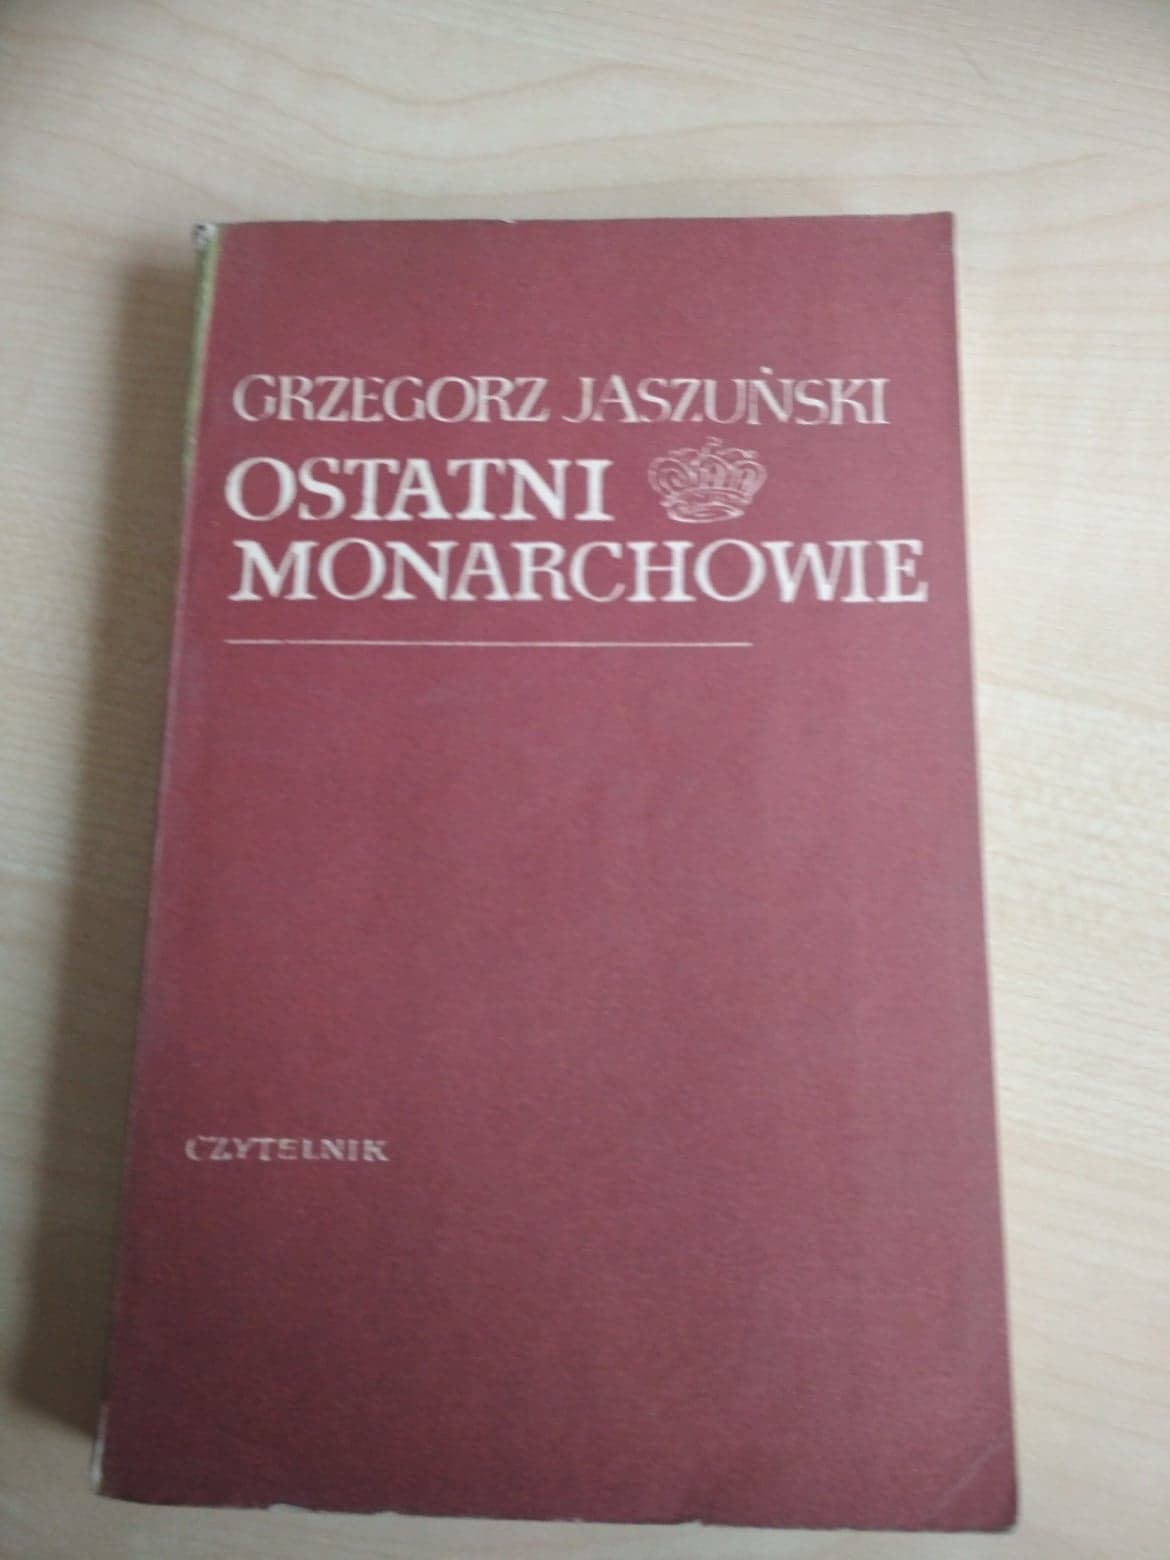 GRZEGORZ JASZUŃSKI
OSTATNI
MONARCHOWIE
CZYTELNIK